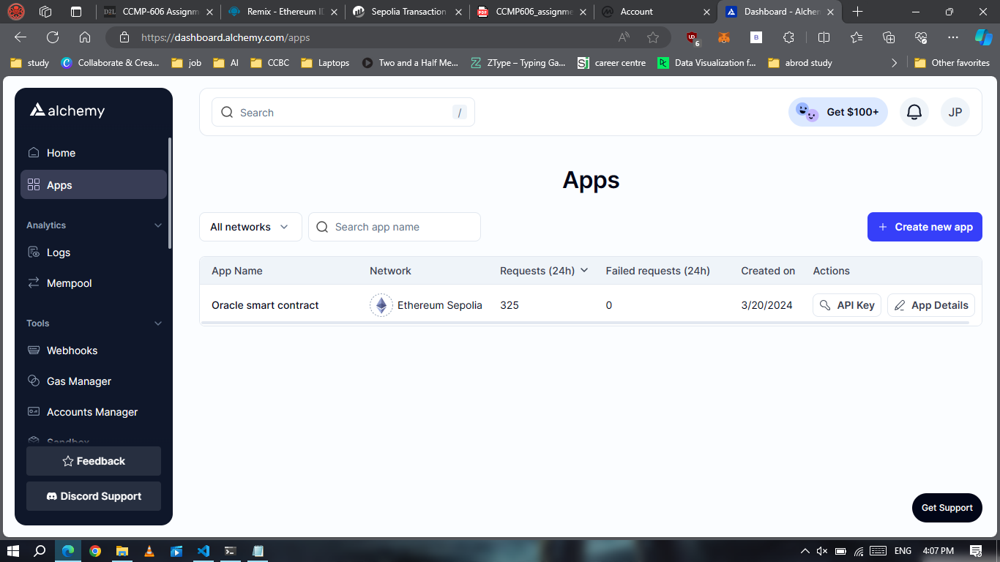 D2L CCMP-606 Assignm
Remix - Ethereum ID
Sepolia Transaction
PDF CCMP606_assignme
Account
Dashboard - Alchem
https://dashboard.alchemy.com/apps
6
B
study
Collaborate & Crea...
job
AI
CCBC
Laptops
Two and a Half Me...
ZType – Typing Ga...
career centre
Data Visualization f...
abrod study
Other favorites
alchemy
Search
/
Get $100+
JP
Home
Apps
Analytics
Logs
Mempool
Tools
Webhooks
Gas Manager
Accounts Manager
Sandbox
Feedback
Discord Support
Apps
All networks
Search app name
+ Create new app
App Name Network Requests (24h) Failed requests (24h) Created on Actions
Oracle smart contract Ethereum Sepolia 325 0 3/20/2024 API Key App Details
Get Support
ENG 4:07 PM